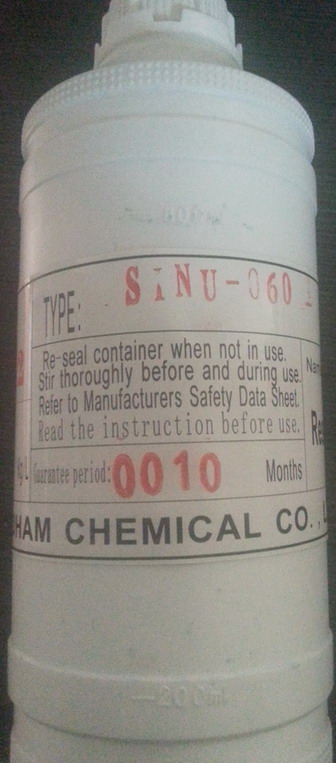 TYPE: SiNU-060
Re-seal container when not in use.
Stir thoroughly before and during use.
Refer to Manufacturers Safety Data Sheet.
Read the instruction before use.
Guarantee period: 0010 Months
HAM CHEMICAL CO.,
—200ml